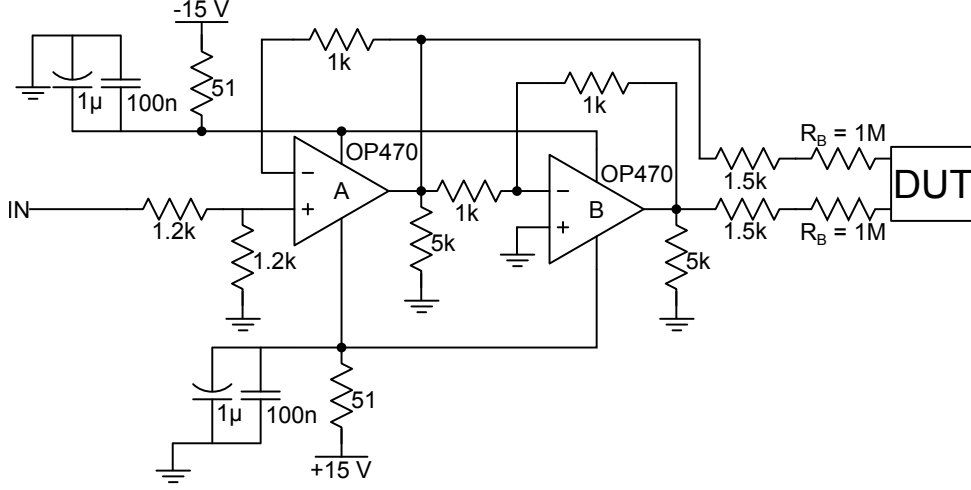 -15 V
1k
51
1µ
100n
1k
OP470
R_B = 1M
−
A
OP470
1.5k
DUT
IN
+
1k
−
B
1.2k
+
1.5k
R_B = 1M
1.2k
5k
5k
1µ
100n
51
+15 V